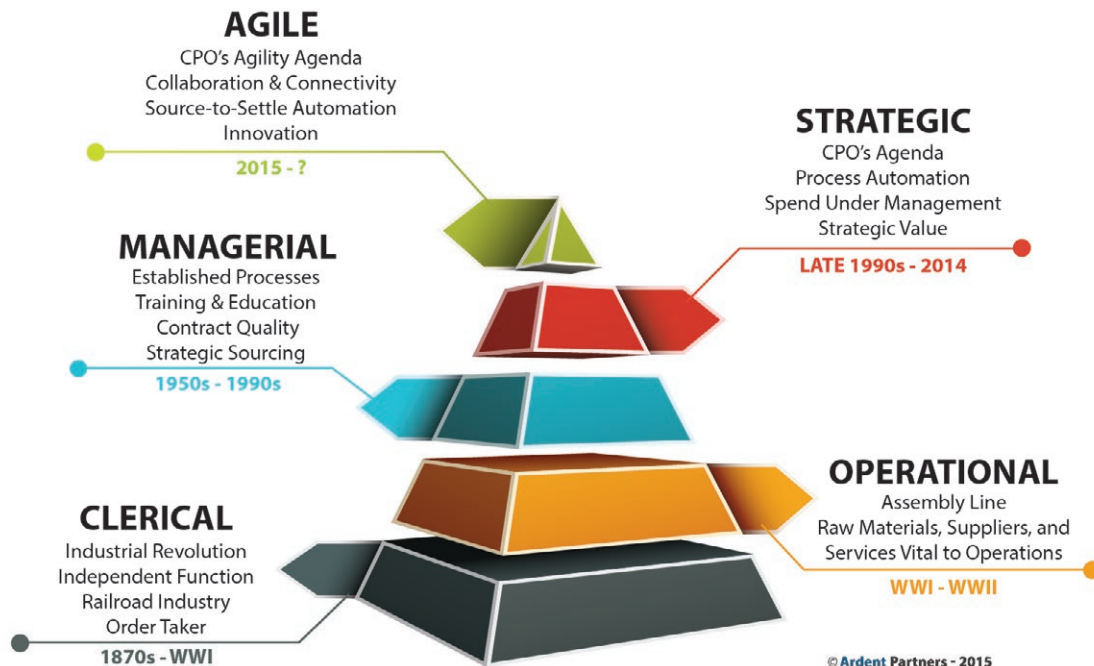 AGILE
CPO's Agility Agenda
Collaboration & Connectivity
Source-to-Settle Automation
Innovation
2015 - ?
STRATEGIC
CPO's Agenda
Process Automation
Spend Under Management
Strategic Value
LATE 1990s - 2014
MANAGERIAL
Established Processes
Training & Education
Contract Quality
Strategic Sourcing
1950s - 1990s
OPERATIONAL
Assembly Line
Raw Materials, Suppliers, and
Services Vital to Operations
WWI - WWII
CLERICAL
Industrial Revolution
Independent Function
Railroad Industry
Order Taker
1870s - WWI
© Ardent Partners - 2015